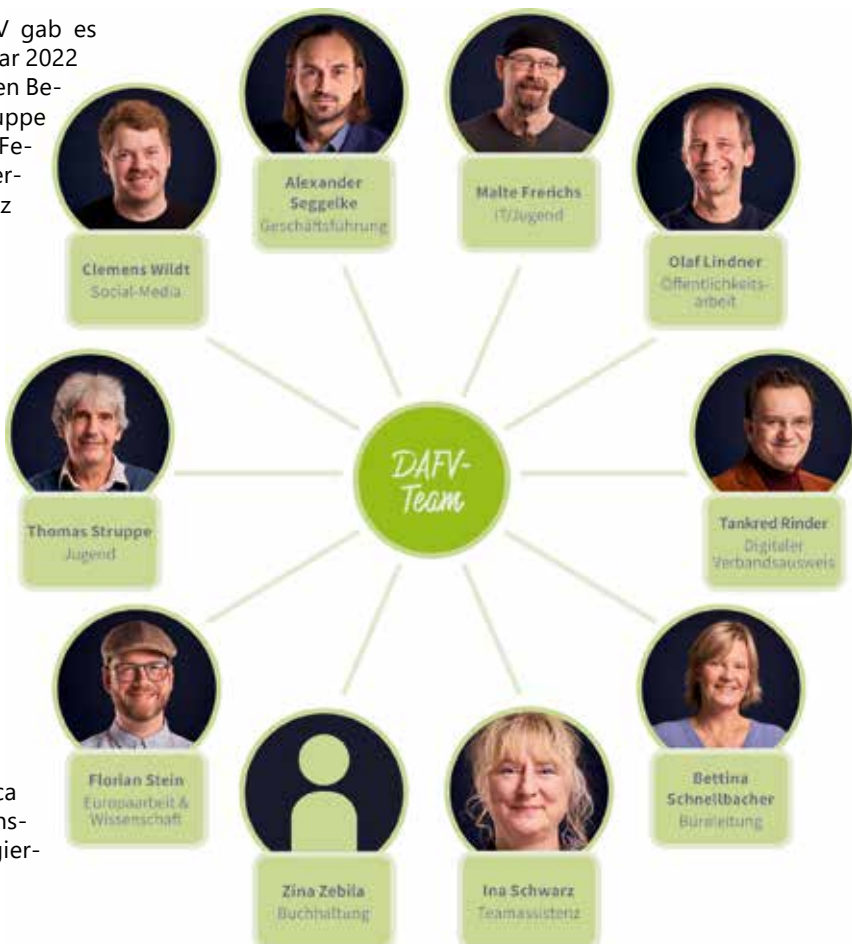 V gab es
ar 2022
en Be-
uppe
Fe-
er-
z
Alexander
Seggelke
Geschäftsführung
Malte Frerichs
IT/Jugend
Clemens Wildt
Social-Media
Olaf Lindner
Öffentlichkeits-
arbeit
DAFV-
Team
Thomas Struppe
Jugend
Tankred Rinder
Digitaler
Verbandsausweis
Florian Stein
Europaarbeit &
Wissenschaft
Bettina
Schnellbacher
Büroleitung
Zina Zebila
Buchhaltung
Ina Schwarz
Teamassistenz
ca
ns-
gier-